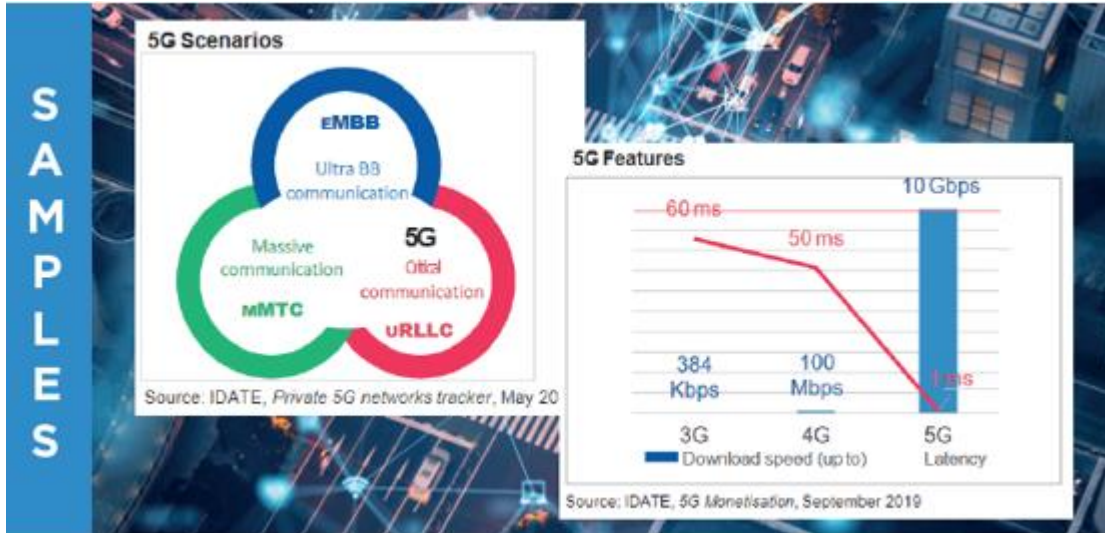 SAMPLES
5G Scenarios
eMBB
Ultra BB
communication
Massive
communication
mMTC
5G
Citical
communication
uRLLC
Source: IDATE, Private 5G networks tracker, May 20
5G Features
10 Gbps
60 ms
50 ms
384
Kbps
100
Mbps
1 ms
3G
4G
5G
Download speed (up to)
Latency
Source: IDATE, 5G Monetisation, September 2019